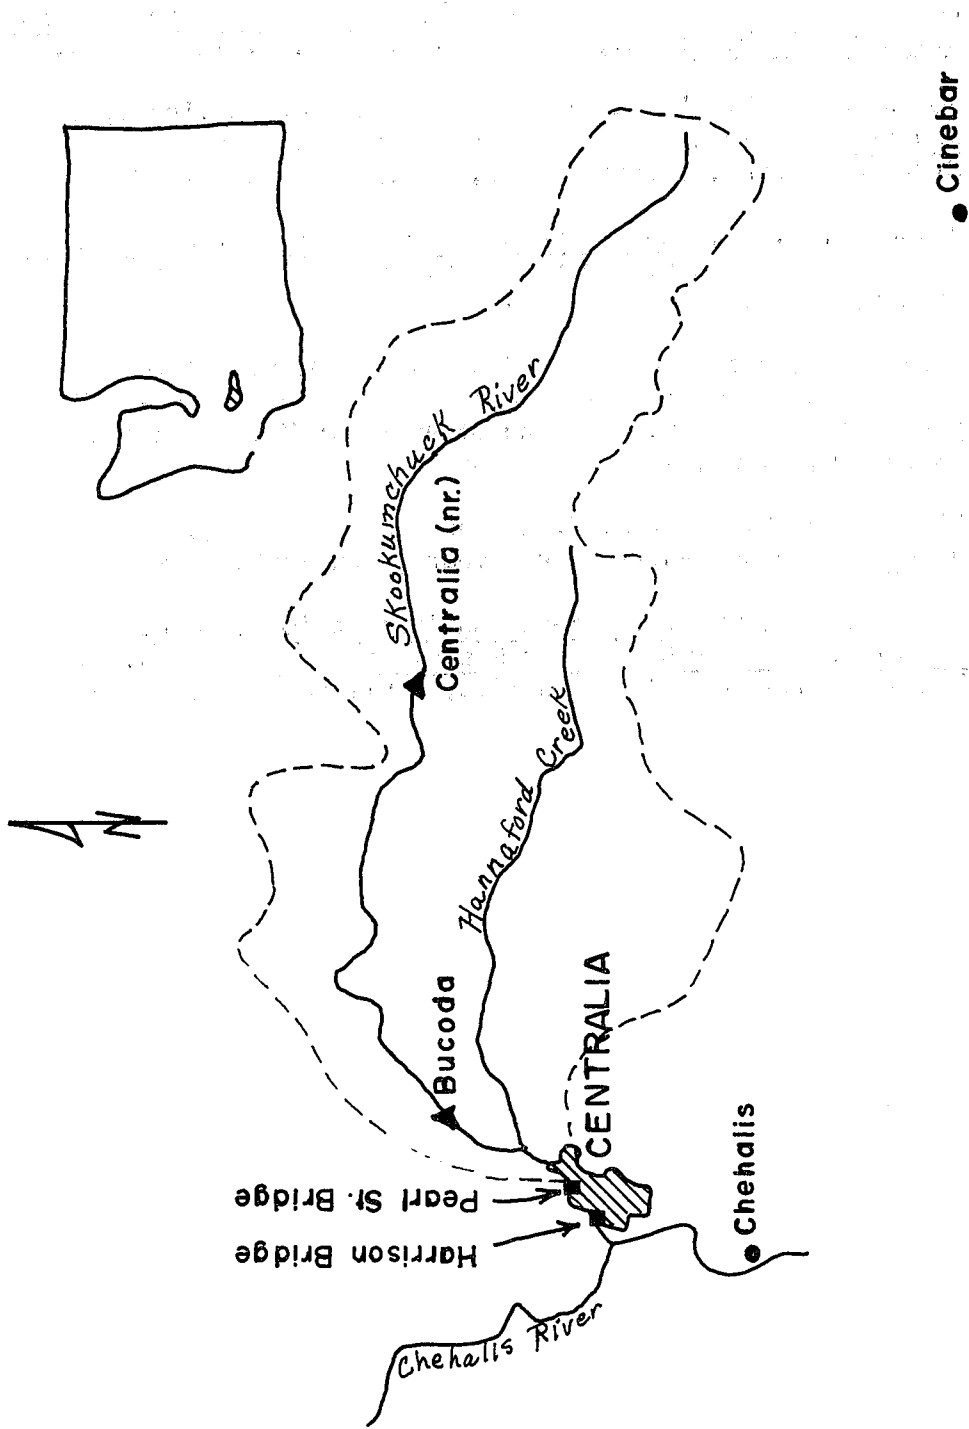 Cinebar
Skookumchuck River
Centralia (nr.)
Hannaford Creek
Bucoda
CENTRALIA
Pearl St. Bridge
Harrison Bridge
Chehalis
Chehalis River
N